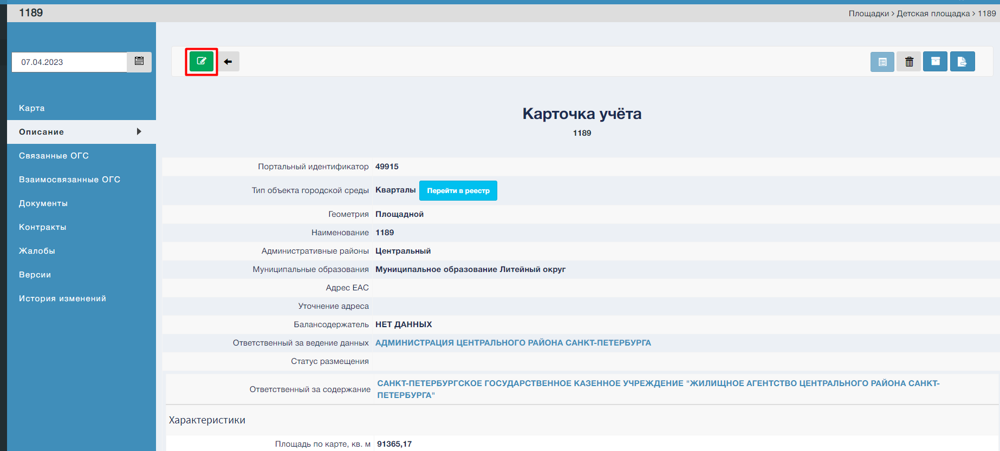 1189
Площадки > Детская площадка > 1189
07.04.2023
Карта
Описание
Связанные ОГС
Взаимосвязанные ОГС
Документы
Контракты
Жалобы
Версии
История изменений
Карточка учёта
1189
Портальный идентификатор 49915
Тип объекта городской среды Кварталы Перейти в реестр
Геометрия Площадной
Наименование 1189
Административные районы Центральный
Муниципальные образования Муниципальное образование Литейный округ
Адрес ЕАС
Уточнение адреса
Балансодержатель НЕТ ДАННЫХ
Ответственный за ведение данных АДМИНИСТРАЦИЯ ЦЕНТРАЛЬНОГО РАЙОНА САНКТ-ПЕТЕРБУРГА
Статус размещения
Ответственный за содержание САНКТ-ПЕТЕРБУРГСКОЕ ГОСУДАРСТВЕННОЕ КАЗЕННОЕ УЧРЕЖДЕНИЕ "ЖИЛИЩНОЕ АГЕНТСТВО ЦЕНТРАЛЬНОГО РАЙОНА САНКТ-
ПЕТЕРБУРГА"
Характеристики
Площадь по карте, кв. м 91365,17